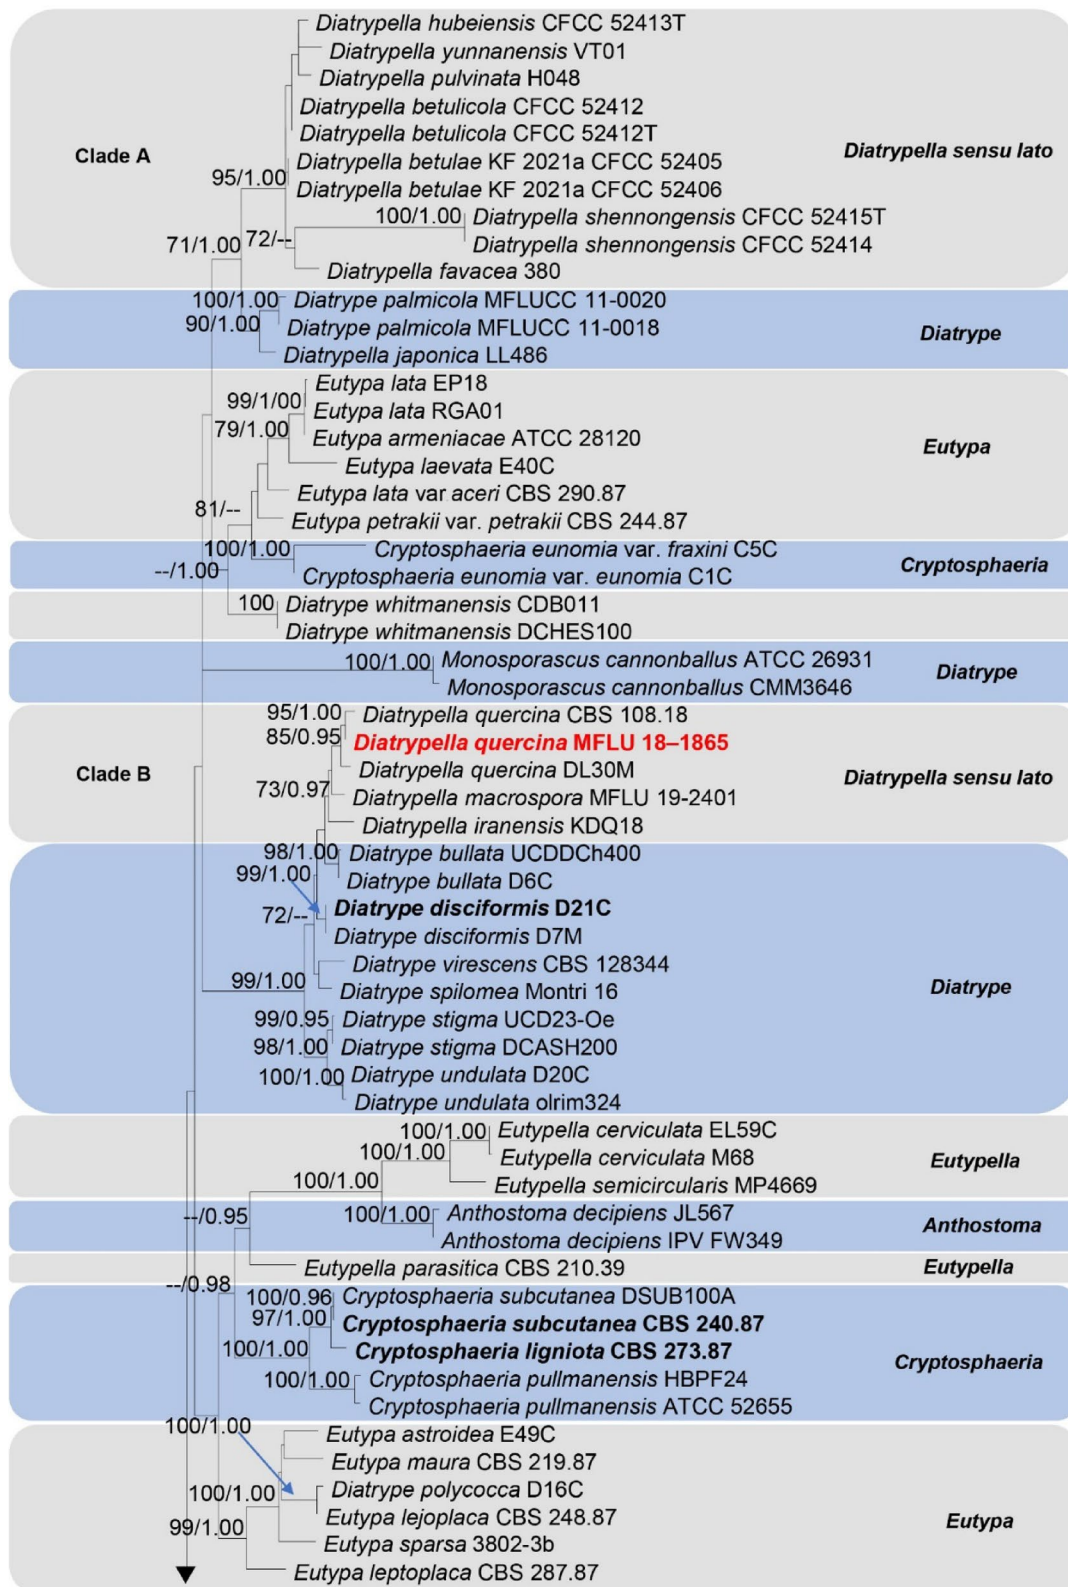 Diatrypella hubeiensis CFCC 52413T
Diatrypella yunnanensis VT01
Diatrypella pulvinata H048
Diatrypella betulicola CFCC 52412
Diatrypella betulicola CFCC 52412T
Clade A
Diatrypella sensu lato
Diatrypella betulae KF 2021a CFCC 52405
95/1.00
Diatrypella betulae KF 2021a CFCC 52406
100/1.00
Diatrypella shennongensis CFCC 52415T
71/1.00
72/--
Diatrypella shennongensis CFCC 52414
Diatrypella favacea 380
100/1.00
Diatrype palmicola MFLUCC 11-0020
90/1.00
Diatrype palmicola MFLUCC 11-0018
Diatrype
Diatrypella japonica LL486
Eutypa lata EP18
99/1/00
Eutypa lata RGA01
79/1.00
Eutypa armeniacae ATCC 28120
Eutypa
Eutypa laevata E40C
Eutypa lata var aceri CBS 290.87
81/--
Eutypa petrakii var. petrakii CBS 244.87
100/1.00
Cryptosphaeria eunomia var. fraxini C5C
--/1.00
Cryptosphaeria eunomia var. eunomia C1C
Cryptosphaeria
100
Diatrype whitmanensis CDB011
Diatrype whitmanensis DCHES100
100/1.00
Monosporascus cannonballus ATCC 26931
Diatrype
Monosporascus cannonballus CMM3646
95/1.00
Diatrypella quercina CBS 108.18
85/0.95
Diatrypella quercina MFLU 18–1865
Clade B
Diatrypella quercina DL30M
Diatrypella sensu lato
73/0.97
Diatrypella macrospora MFLU 19-2401
Diatrypella iranensis KDQ18
98/1.00
Diatrype bullata UCDDCh400
99/1.00
Diatrype bullata D6C
Diatrype disciformis D21C
72/--
Diatrype disciformis D7M
Diatrype virescens CBS 128344
99/1.00
Diatrype spilomea Montri 16
Diatrype
99/0.95
Diatrype stigma UCD23-Oe
98/1.00
Diatrype stigma DCASH200
100/1.00
Diatrype undulata D20C
Diatrype undulata olrim324
100/1.00
Eutypella cerviculata EL59C
100/1.00
Eutypella cerviculata M68
Eutypella
100/1.00
Eutypella semicircularis MP4669
--/0.95
100/1.00
Anthostoma decipiens JL567
Anthostoma
Anthostoma decipiens IPV FW349
Eutypella parasitica CBS 210.39
Eutypella
--/0.98
100/0.96
Cryptosphaeria subcutanea DSUB100A
97/1.00
Cryptosphaeria subcutanea CBS 240.87
100/1.00
Cryptosphaeria ligniota CBS 273.87
Cryptosphaeria
100/1.00
Cryptosphaeria pullmanensis HBPF24
Cryptosphaeria pullmanensis ATCC 52655
100/1.00
Eutypa astroidea E49C
Eutypa maura CBS 219.87
100/1.00
Diatrype polycocca D16C
Eutypa lejoplaca CBS 248.87
Eutypa
99/1.00
Eutypa sparsa 3802-3b
Eutypa leptoplaca CBS 287.87